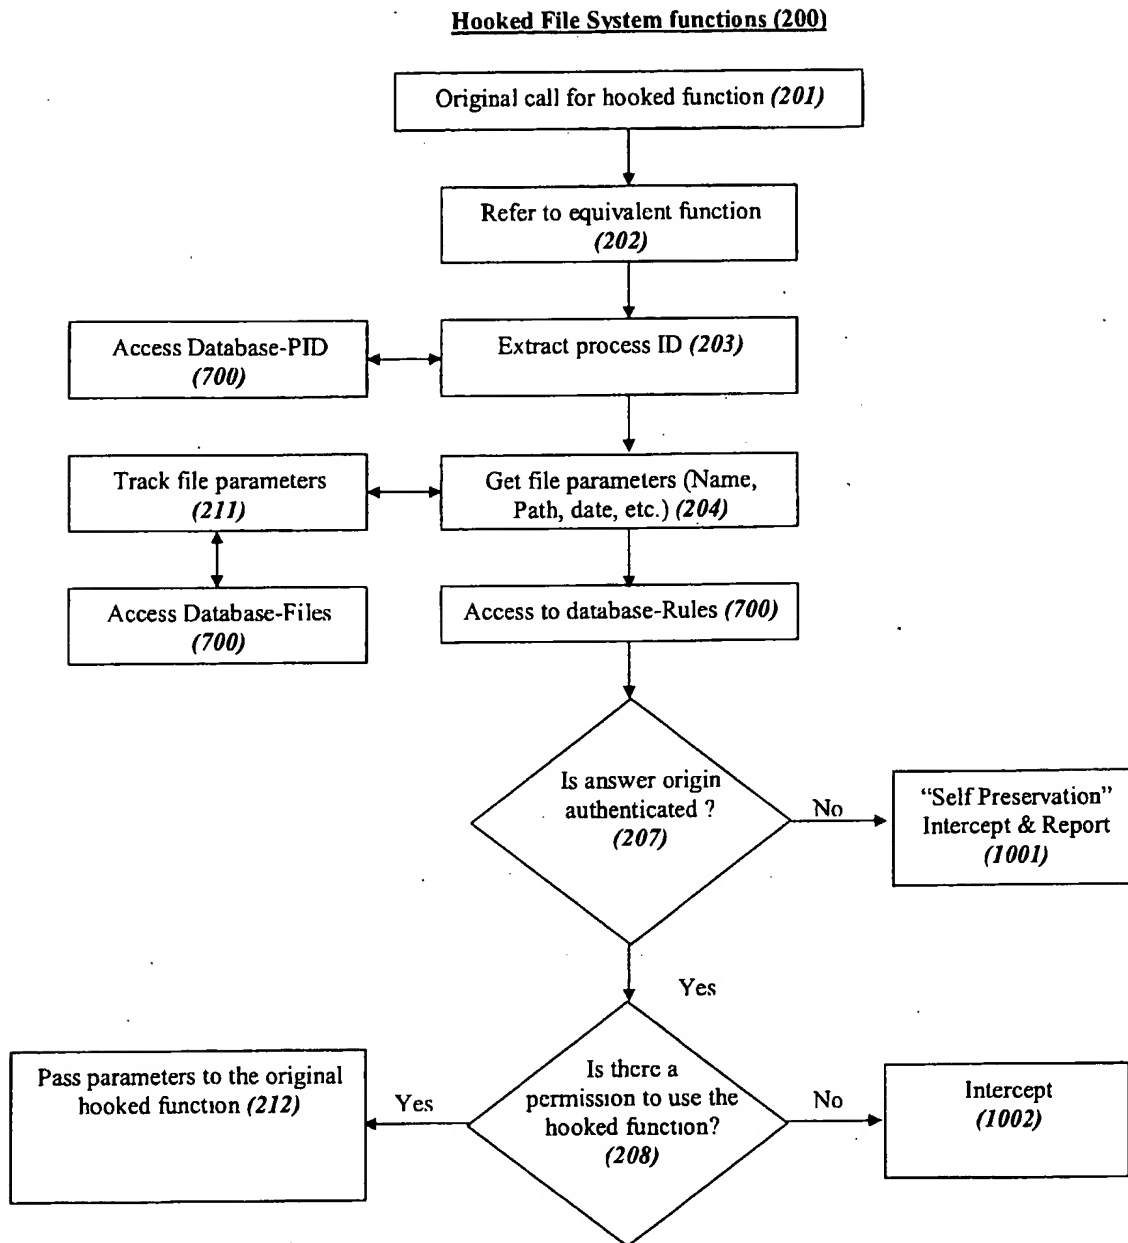 Hooked File System functions (200)
Original call for hooked function (201)
Refer to equivalent function
(202)
Access Database-PID
(700)
Extract process ID (203)
Track file parameters
(211)
Get file parameters (Name,
Path, date, etc.) (204)
Access Database-Files
(700)
Access to database-Rules (700)
Is answer origin
authenticated ?
(207)
No
“Self Preservation”
Intercept & Report
(1001)
Yes
Pass parameters to the original
hooked function (212)
Yes
Is there a
permission to use the
hooked function?
(208)
No
Intercept
(1002)